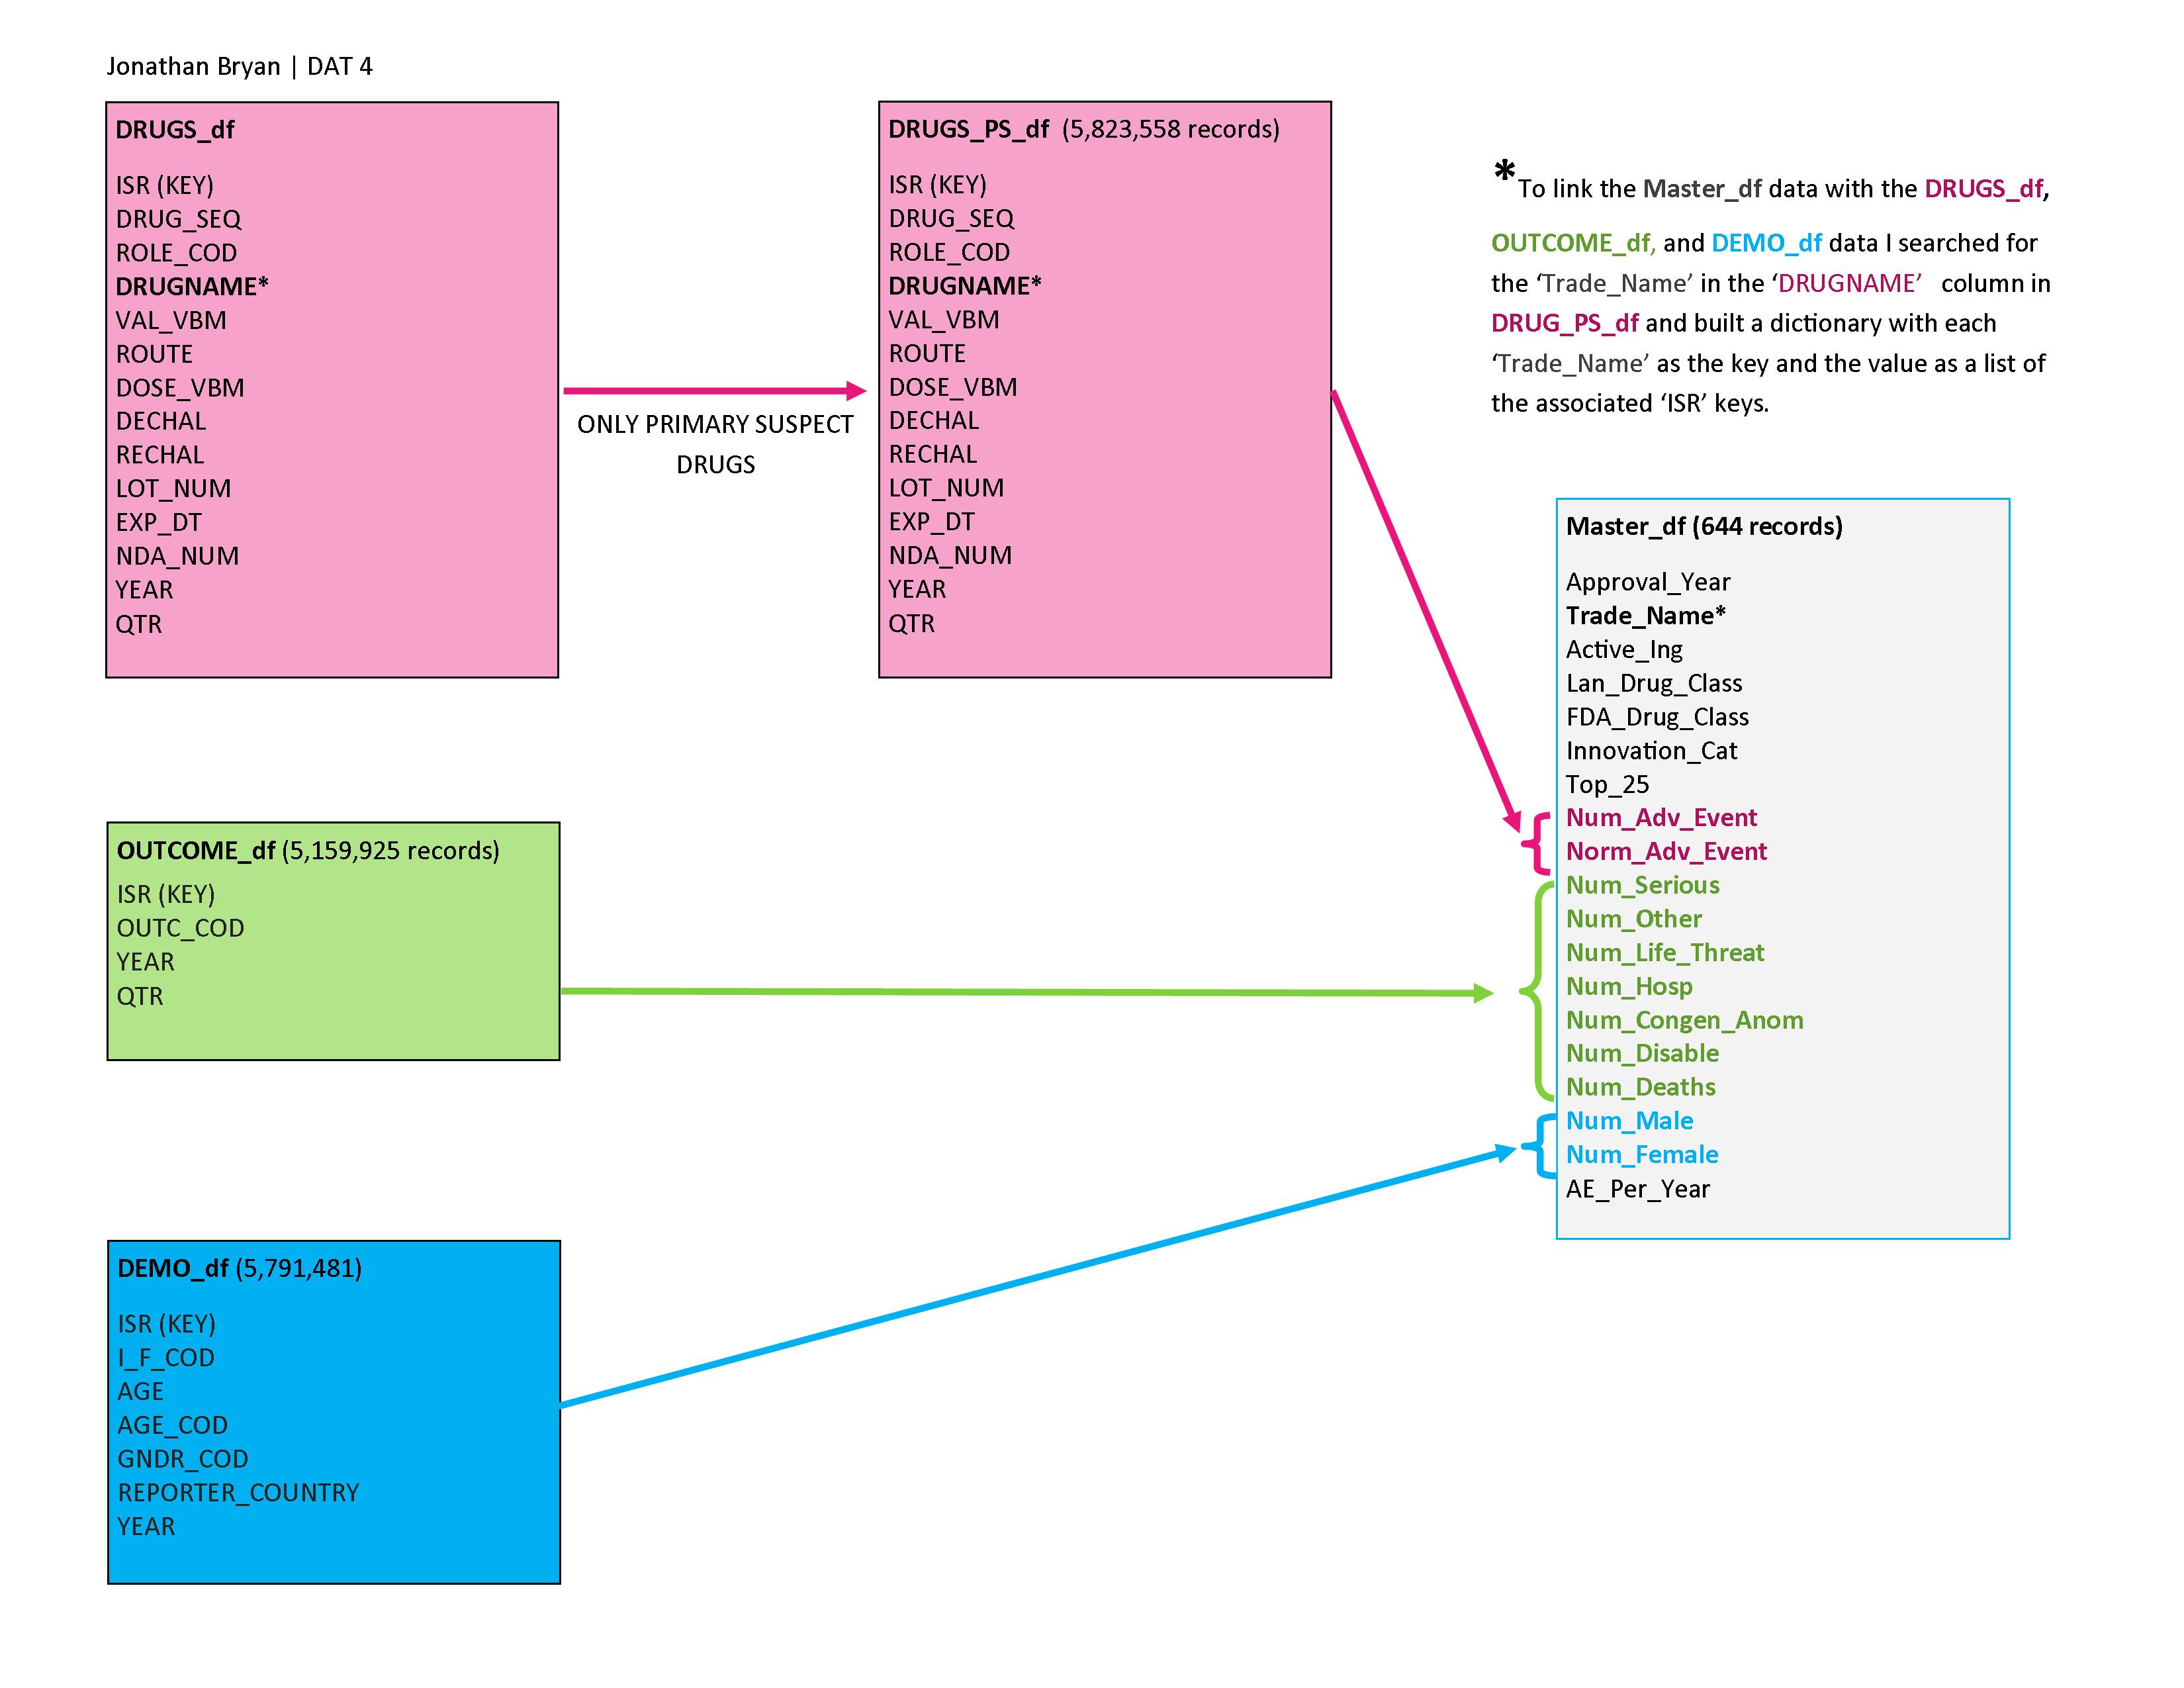 Jonathan Bryan | DAT 4
DRUGS_df
ISR (KEY)
DRUG_SEQ
ROLE_COD
DRUGNAME*
VAL_VBM
ROUTE
DOSE_VBM
DECHAL
RECHAL
LOT_NUM
EXP_DT
NDA_NUM
YEAR
QTR
ONLY PRIMARY SUSPECT
DRUGS
DRUGS_PS_df (5,823,558 records)
ISR (KEY)
DRUG_SEQ
ROLE_COD
DRUGNAME*
VAL_VBM
ROUTE
DOSE_VBM
DECHAL
RECHAL
LOT_NUM
EXP_DT
NDA_NUM
YEAR
QTR
*To link the Master_df data with the DRUGS_df,
OUTCOME_df, and DEMO_df data I searched for
the ‘Trade_Name’ in the ‘DRUGNAME’ column in
DRUG_PS_df and built a dictionary with each
‘Trade_Name’ as the key and the value as a list of
the associated ‘ISR’ keys.
Master_df (644 records)
Approval_Year
Trade_Name*
Active_Ing
Lan_Drug_Class
FDA_Drug_Class
Innovation_Cat
Top_25
Num_Adv_Event
Norm_Adv_Event
Num_Serious
Num_Other
Num_Life_Threat
Num_Hosp
Num_Congen_Anom
Num_Disable
Num_Deaths
Num_Male
Num_Female
AE_Per_Year
OUTCOME_df (5,159,925 records)
ISR (KEY)
OUTC_COD
YEAR
QTR
DEMO_df (5,791,481)
ISR (KEY)
I_F_COD
AGE
AGE_COD
GNDR_COD
REPORTER_COUNTRY
YEAR